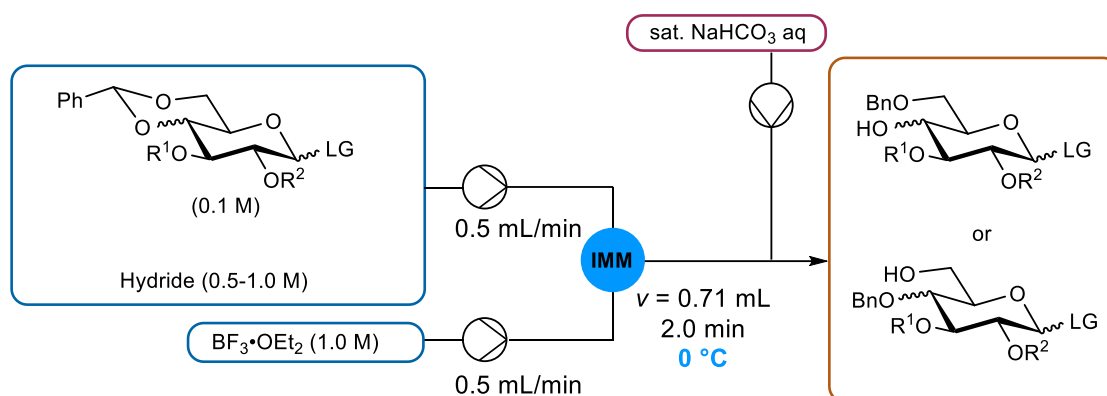 sat. NaHCO₃ aq
Ph
O
O
O
R¹O
LG
OR²
(0.1 M)
Hydride (0.5-1.0 M)
0.5 mL/min
BF₃•OEt₂ (1.0 M)
0.5 mL/min
IMM
v = 0.71 mL
2.0 min
0 °C
BnO
HO
O
R¹O
LG
OR²
or
HO
BnO
O
R¹O
LG
OR²